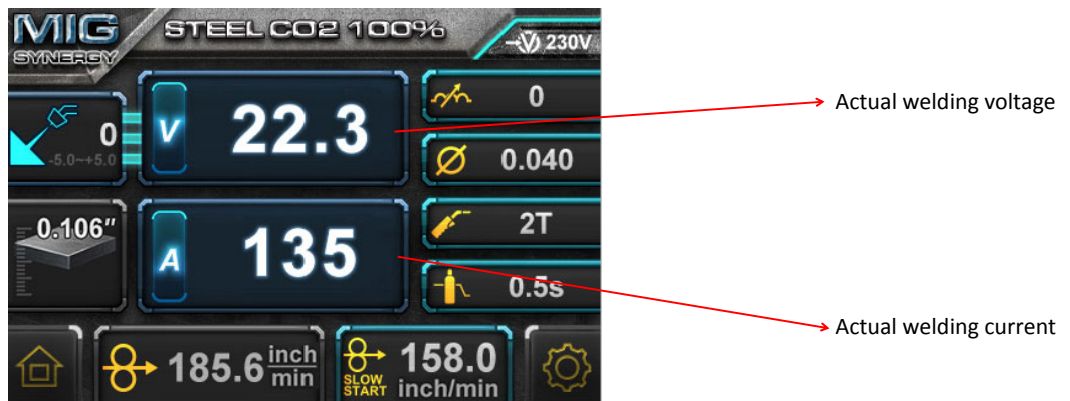 MIG
SYNERGY
STEEL CO2 100%
230V
0
-5.0~+5.0
V
22.3
0
0.040
Actual welding voltage
0.106"
A
135
2T
0.5s
Actual welding current
185.6 inch
min
SLOW
START
158.0
inch/min